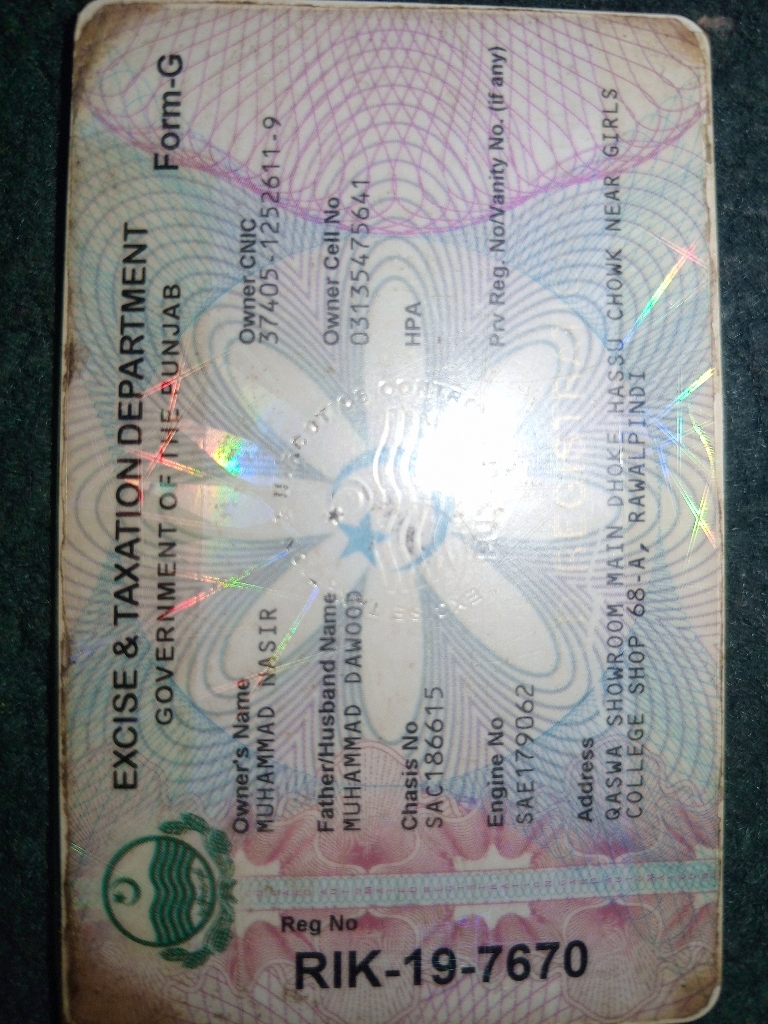 EXCISE & TAXATION DEPARTMENT
GOVERNMENT OF THE PUNJAB
Form-G
Owner's Name
MUHAMMAD NASIR
Owner CNIC
37405-1252611-9
Father/Husband Name
MUHAMMAD DAWOOD
Owner Cell No
03135475641
Chasis No
SAC186615
HPA
-
Engine No
SAE179062
Prv Reg. No/Vanity No. (if any)
Address
QASWA SHOWROOM MAIN DHOKE HASSU CHOWK NEAR GIRLS
COLLEGE SHOP 68-A, RAWALPINDI
Reg No
RIK-19-7670